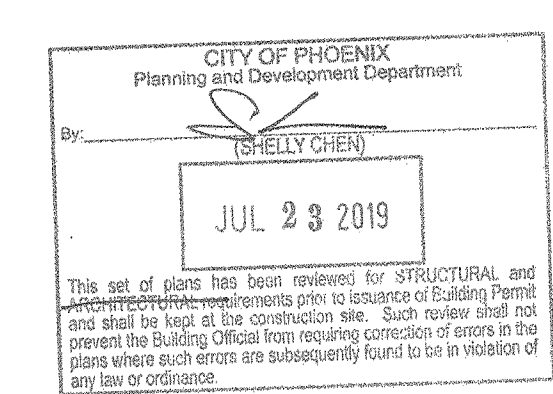 CITY OF PHOENIX
Planning and Development Department
By:
(SHELLY CHEN)
JUL 23 2019
This set of plans has been reviewed for STRUCTURAL and
ARCHITECTURAL requirements prior to issuance of Building Permit
and shall be kept at the construction site. Such review shall not
prevent the Building Official from requiring correction of errors in the
plans where such errors are subsequently found to be in violation of
any law or ordinance.